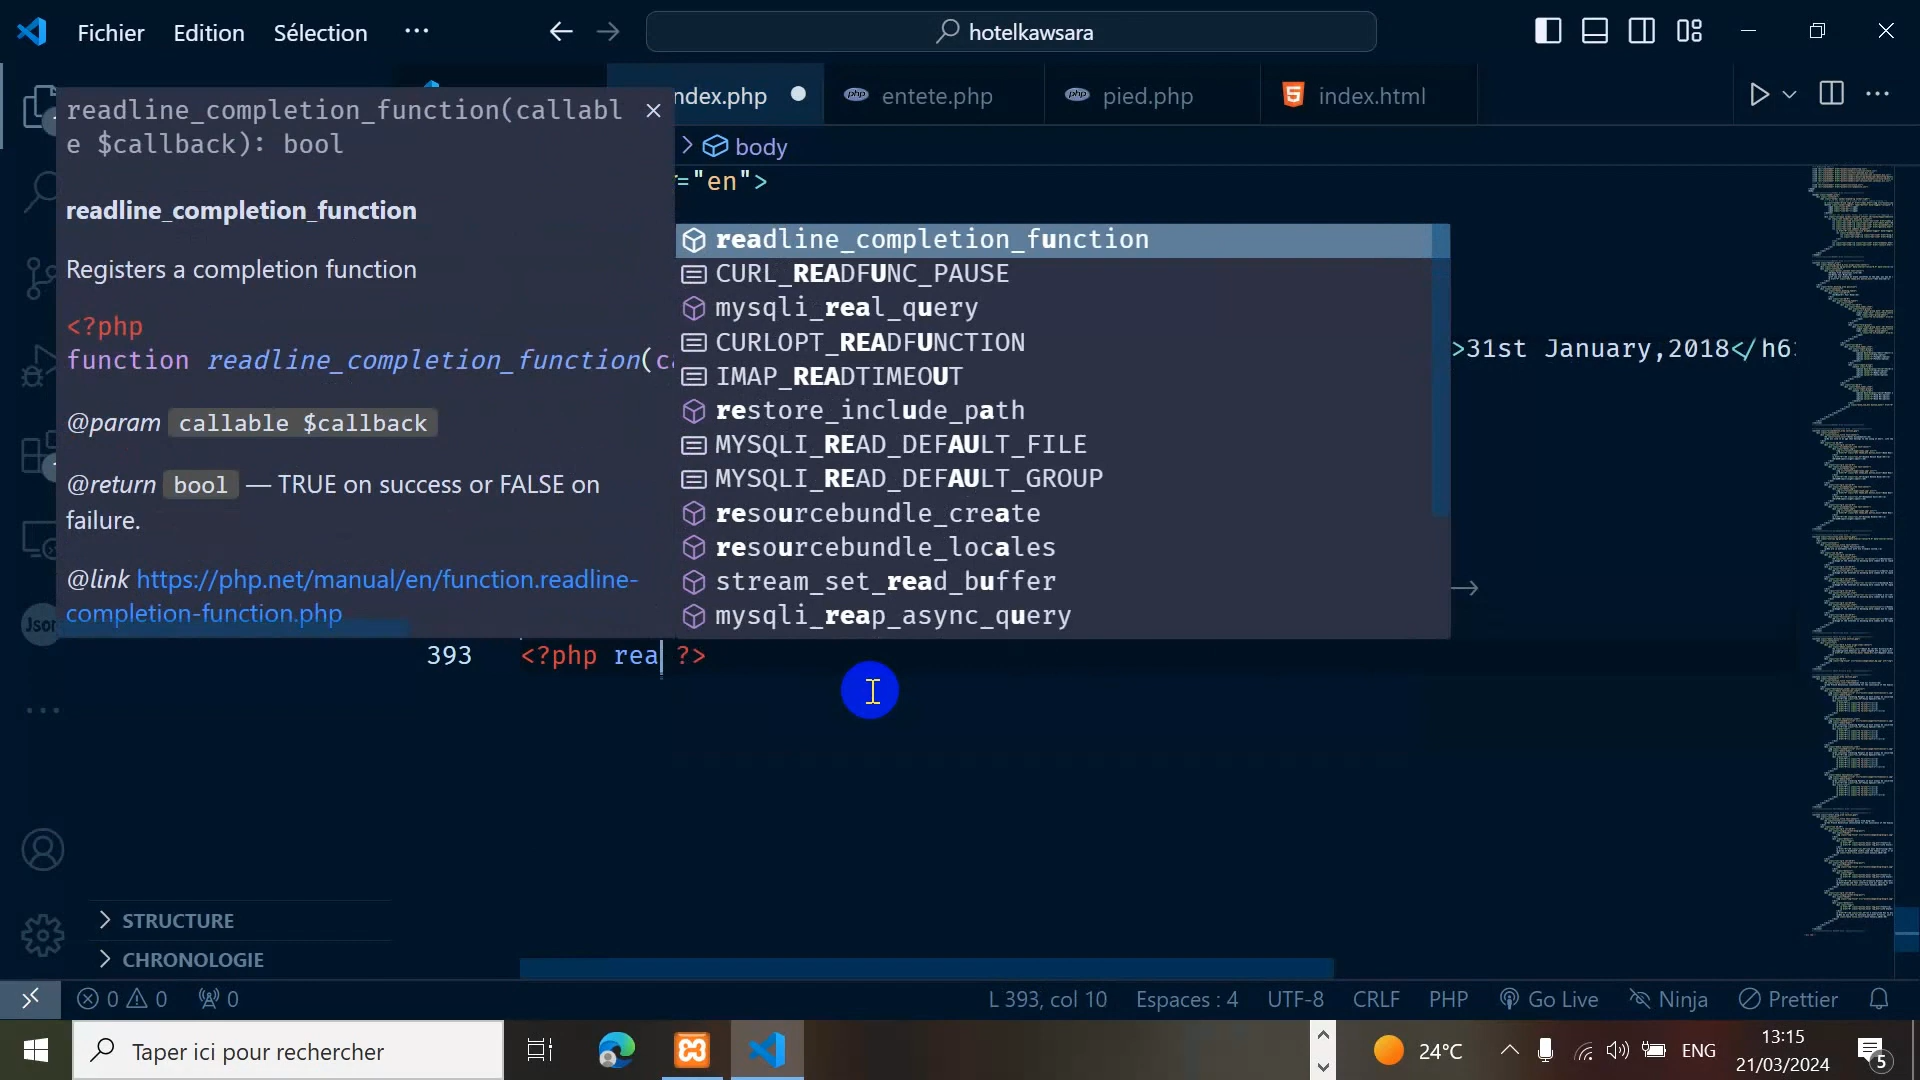 Fichier Edition Sélection ··· hotelkawsara
ndex.php entete.php pied.php index.html
readline_completion_function(callabl
e $callback): bool
readline_completion_function
Registers a completion function
<?php
function readline_completion_function(c
@param callable $callback
@return bool — TRUE on success or FALSE on
failure.
@link https://php.net/manual/en/function.readline-
completion-function.php
body
="en">
readline_completion_function
CURL_READFUNC_PAUSE
mysqli_real_query
CURLOPT_READFUNCTION
IMAP_READTIMEOUT
restore_include_path
MYSQLI_READ_DEFAULT_FILE
MYSQLI_READ_DEFAULT_GROUP
resourcebundle_create
resourcebundle_locales
stream_set_read_buffer
mysqli_reap_async_query
>31st January,2018</h6>
393 <?php rea ?>
STRUCTURE
CHRONOLOGIE
0 0 0 L 393, col 10 Espaces : 4 UTF-8 CRLF PHP Go Live Ninja Prettier
Taper ici pour rechercher 24°C ENG 13:15
21/03/2024 5